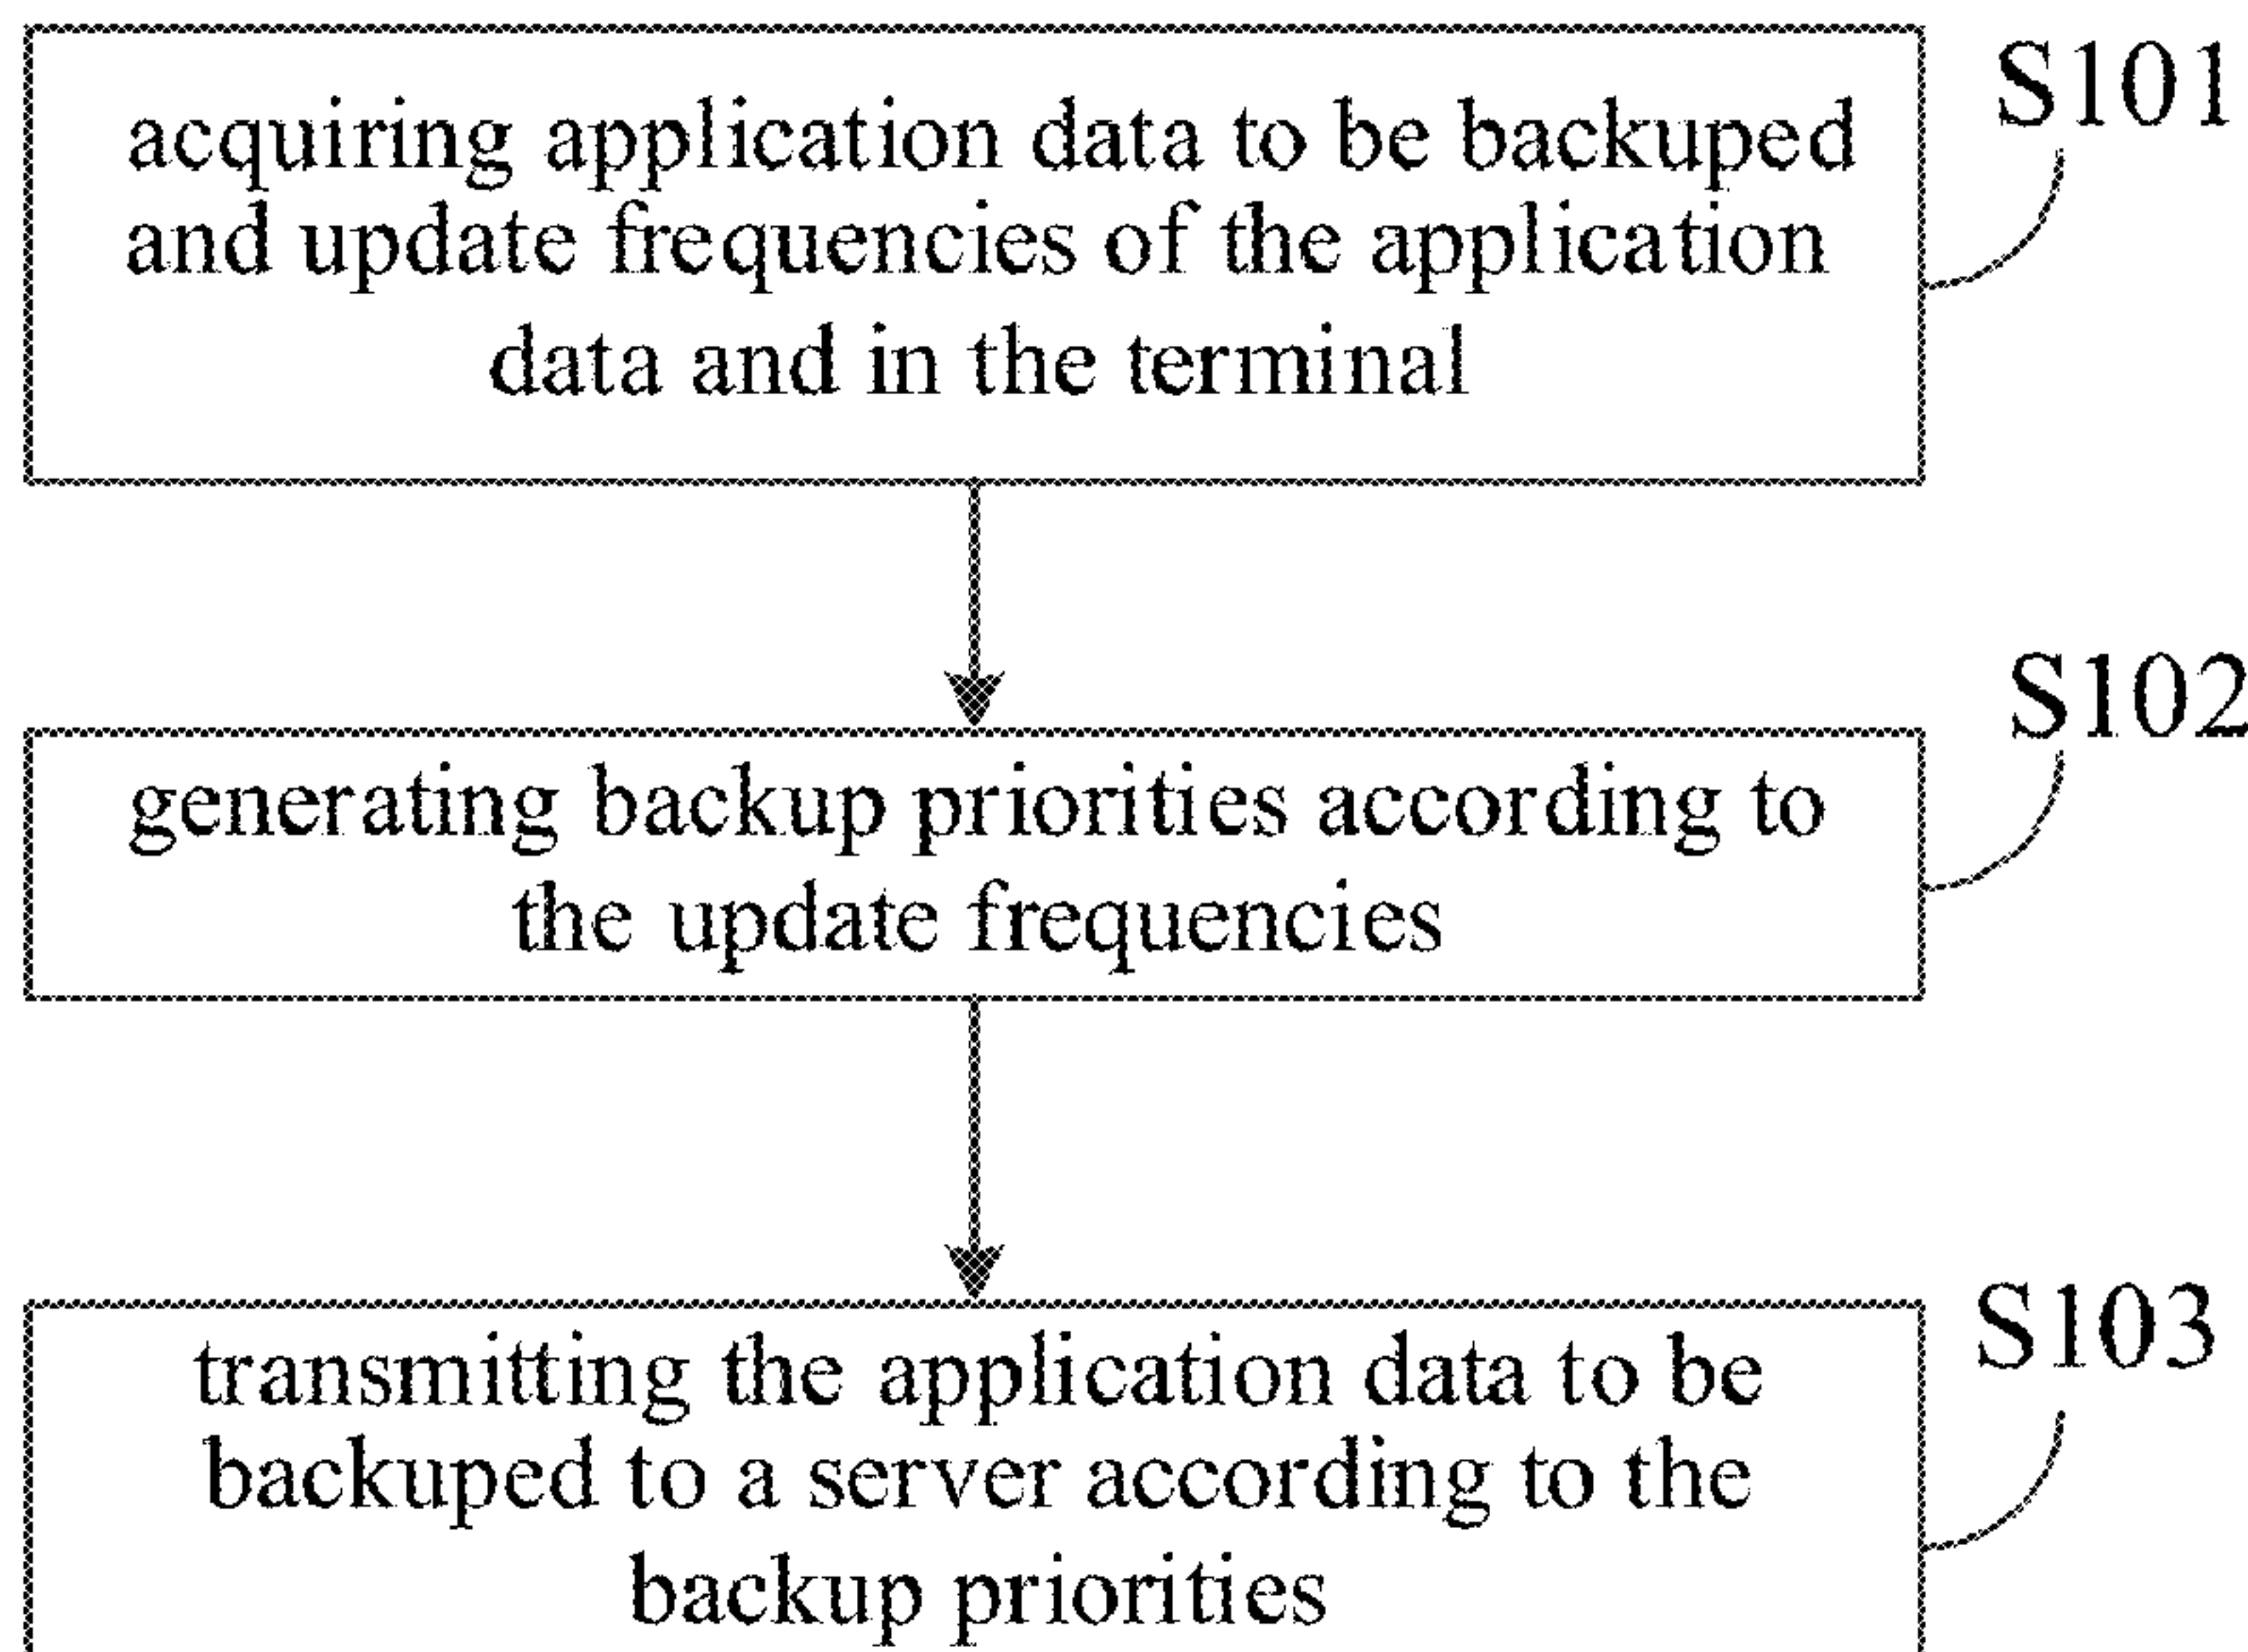 acquiring application data to be backuped
and update frequencies of the application
data and in the terminal
S101
generating backup priorities according to
the update frequencies
S102
transmitting the application data to be
backuped to a server according to the
backup priorities
S103